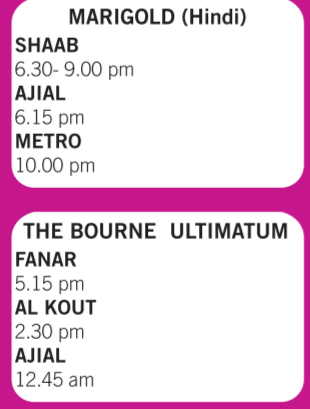 MARIGOLD (Hindi)
SHAAB
6.30- 9.00 pm
AJIAL
6.15 pm
METRO
10.00 pm
THE BOURNE ULTIMATUM
FANAR
5.15 pm
AL KOUT
2.30 pm
AJIAL
12.45 am